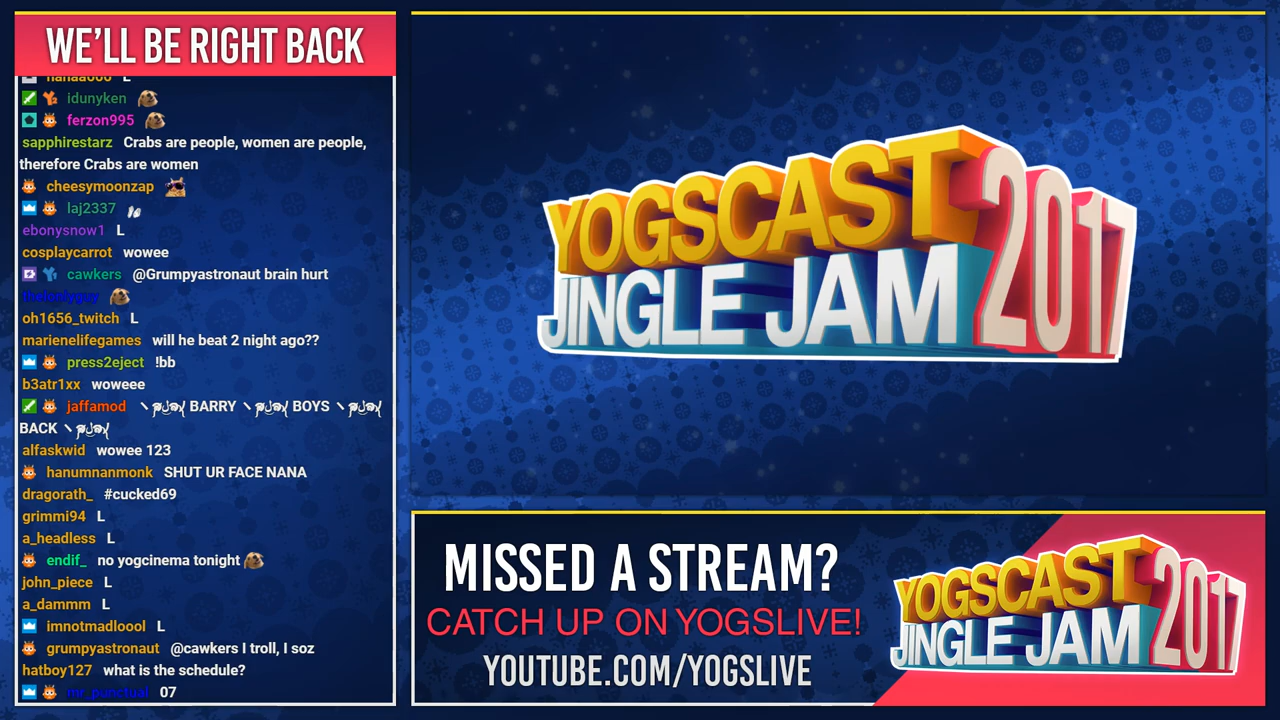 WE'LL BE RIGHT BACK
nanaa000 L
idunyken
ferzon995
sapphirestarz Crabs are people, women are people,
therefore Crabs are women
cheesymoonzap
laj2337
ebonysnow1 L
cosplaycarrot wowee
cawkers @Grumpyastronaut brain hurt
oh1656_twitch L
marienelifegames will he beat 2 night ago??
press2eject !bb
b3atr1xx woweee
jaffamod BARRY BOYS
BACK
alfaskwid wowee 123
hanumnanmonk SHUT UR FACE NANA
dragorath_ #cucked69
grimmi94 L
a_headless L
endif_ no yogcinema tonight
john_piece L
a_dammm L
imnotmadloool L
grumpyastronaut @cawkers I troll, I soz
hatboy127 what is the schedule?
mr_punctual 07
YOGSCAST
JINGLE JAM 2017
MISSED A STREAM?
CATCH UP ON YOGSLIVE!
YOUTUBE.COM/YOGSLIVE
YOGSCAST
JINGLE JAM 2017